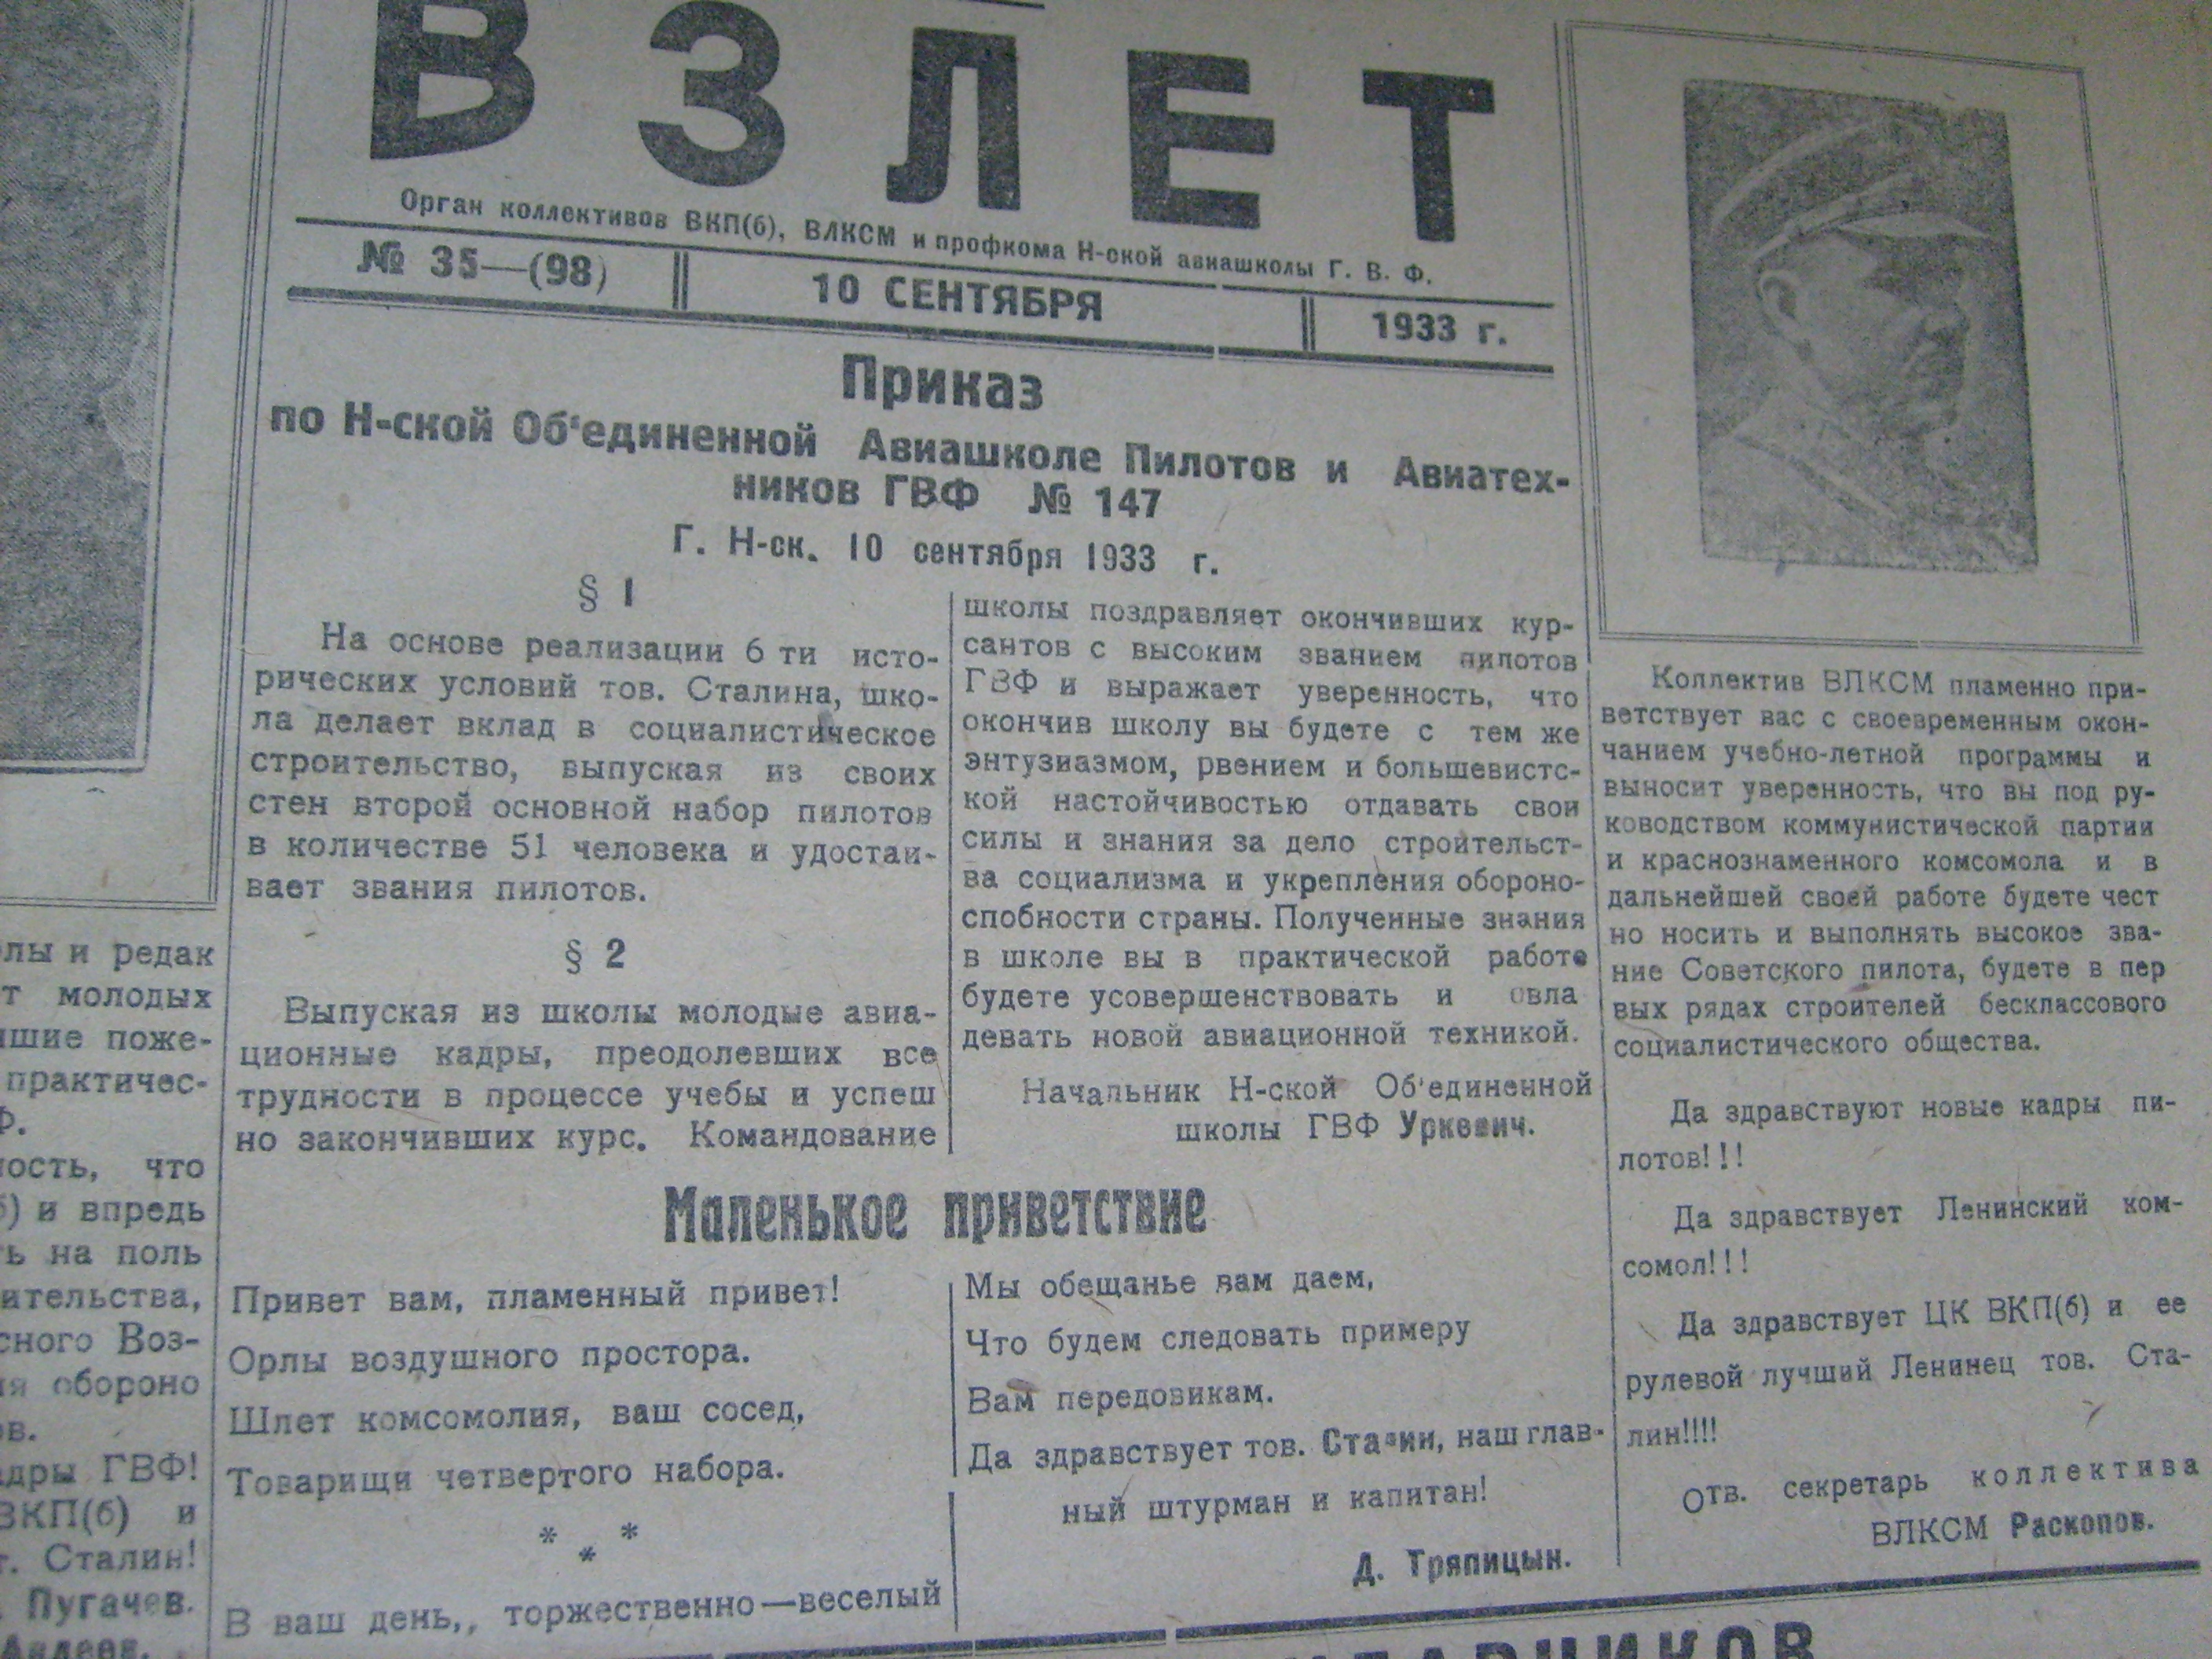 ВЗЛЕТ
Орган коллективов ВКП(б), ВЛКСМ и профкома Н-ской авиашколы Г. В. Ф.
№ 35—(98)
10 СЕНТЯБРЯ
1933 г.
Приказ
по Н-ской Об'единенной Авиашколе Пилотов и Авиатех-
ников ГВФ № 147
Г. Н-ск. 10 сентября 1933 г.
§ 1
На основе реализации 6 ти исто-
рических условий тов. Сталина, шко-
ла делает вклад в социалистическое
строительство, выпуская из своих
стен второй основной набор пилотов
в количестве 51 человека и удостаи-
вает звания пилотов.
§ 2
Выпуская из школы молодые авиа-
ционные кадры, преодолевших все
трудности в процессе учебы и успеш
но закончивших курс. Командование
школы поздравляет окончивших кур-
сантов с высоким званием пилотов
ГВФ и выражает уверенность, что
окончив школу вы будете с тем же
энтузиазмом, рвением и большевистс-
кой настойчивостью отдавать свои
силы и знания за дело строительст-
ва социализма и укрепления обороно-
спобности страны. Полученные знания
в школе вы в практической работе
будете усовершенствовать и овла
девать новой авиационной техникой.
Начальник Н-ской Об'единенной
школы ГВФ Уркевич.
Маленькое приветствие
Привет вам, пламенный привет!
Орлы воздушного простора.
Шлет комсомолия, ваш сосед,
Товарищи четвертого набора.
* * *
В ваш день,, торжественно—веселый
Мы обещанье вам даем,
Что будем следовать примеру
Вам передовикам.
Да здравствует тов. Сталин, наш глав-
ный штурман и капитан!
Д. Тряпицын.
Коллектив ВЛКСМ пламенно при-
ветствует вас с своевременным окон-
чанием учебно-летной программы и
выносит уверенность, что вы под ру-
ководством коммунистической партии
и краснознаменного комсомола и в
дальнейшей своей работе будете чест
но носить и выполнять высокое зва-
ние Советского пилота, будете в пер
вых рядах строителей бесклассового
социалистического общества.
Да здравствуют новые кадры пи-
лотов!!!
Да здравствует Ленинский ком-
сомол!!!
Да здравствует ЦК ВКП(б) и ее
рулевой лучший Ленинец тов. Ста-
лин!!!!
Отв. секретарь коллектива
ВЛКСМ Раскопов.
лы и редак
т молодых
шие поже-
практичес-
Ф.
ость, что
б) и впредь
ь на поль
ительства,
сного Воз-
ия обороно
ов.
адры ГВФ!
ВКП(б) и
т. Сталин!
Пугачев.
Авдеев.